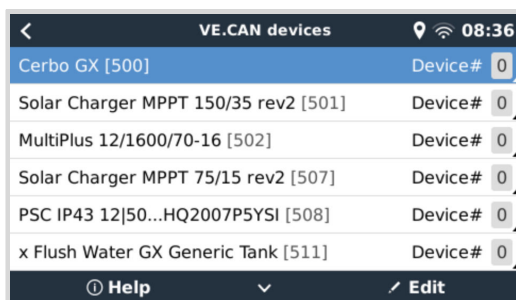 VE.CAN devices 08:36
Cerbo GX [500] Device# 0
Solar Charger MPPT 150/35 rev2 [501] Device# 0
MultiPlus 12/1600/70-16 [502] Device# 0
Solar Charger MPPT 75/15 rev2 [507] Device# 0
PSC IP43 12|50...HQ2007P5YSI [508] Device# 0
x Flush Water GX Generic Tank [511] Device# 0
Help Edit